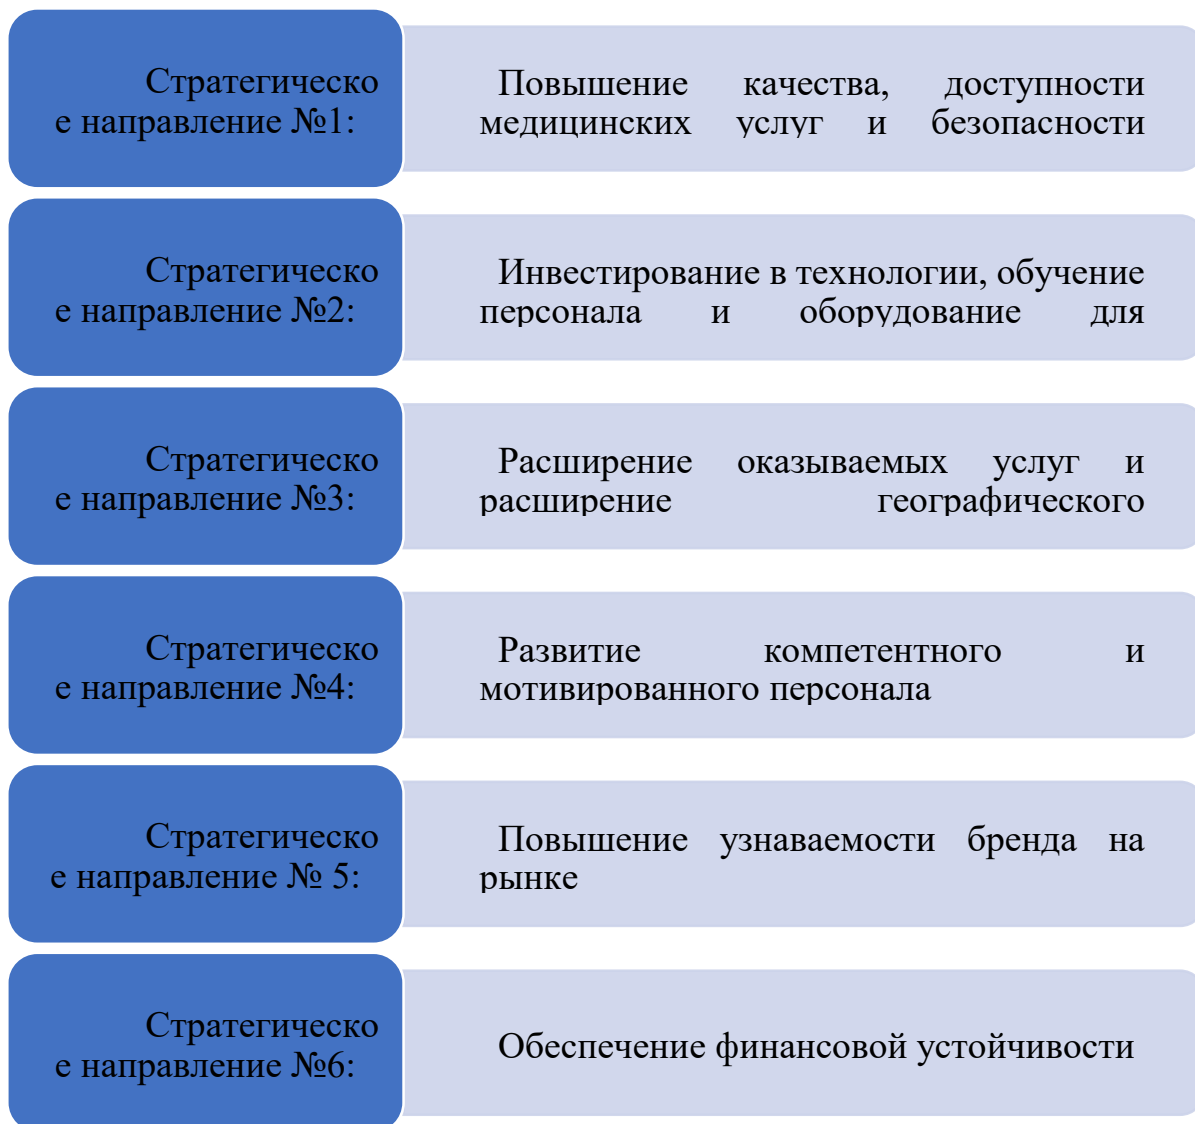 Стратегическо
е направление №1:
Повышение качества, доступности
медицинских услуг и безопасности
Стратегическо
е направление №2:
Инвестирование в технологии, обучение
персонала и оборудование для
Стратегическо
е направление №3:
Расширение оказываемых услуг и
расширение географического
Стратегическо
е направление №4:
Развитие компетентного и
мотивированного персонала
Стратегическо
е направление № 5:
Повышение узнаваемости бренда на
рынке
Стратегическо
е направление №6:
Обеспечение финансовой устойчивости